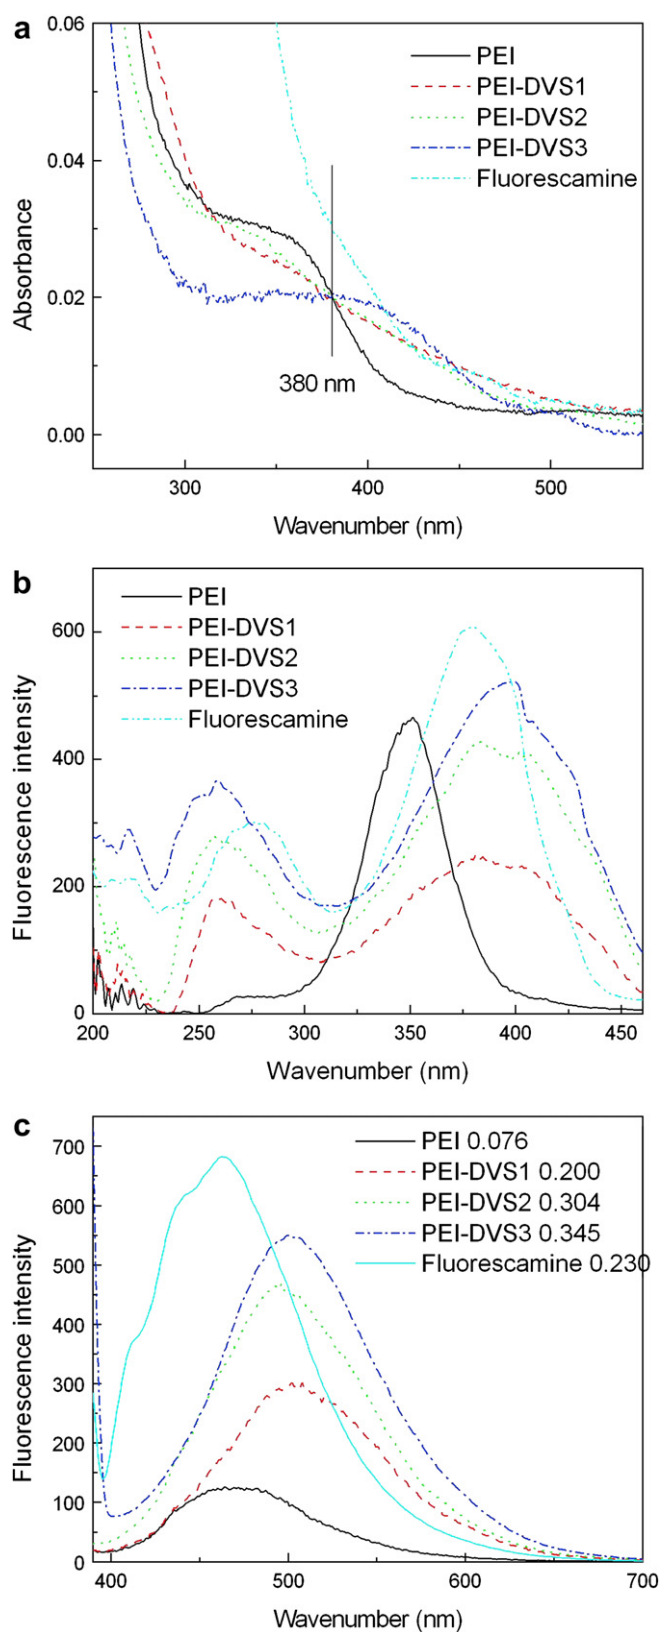 a
0.06
0.04
0.02
0.00
Absorbance
PEI
PEI-DVS1
PEI-DVS2
PEI-DVS3
Fluorescamine
380 nm
300 400 500
Wavenumber (nm)
b
600
400
200
0
Fluorescence intensity
PEI
PEI-DVS1
PEI-DVS2
PEI-DVS3
Fluorescamine
200 250 300 350 400 450
Wavenumber (nm)
c
700
600
500
400
300
200
100
0
Fluorescence intensity
PEI 0.076
PEI-DVS1 0.200
PEI-DVS2 0.304
PEI-DVS3 0.345
Fluorescamine 0.230
400 500 600 700
Wavenumber (nm)